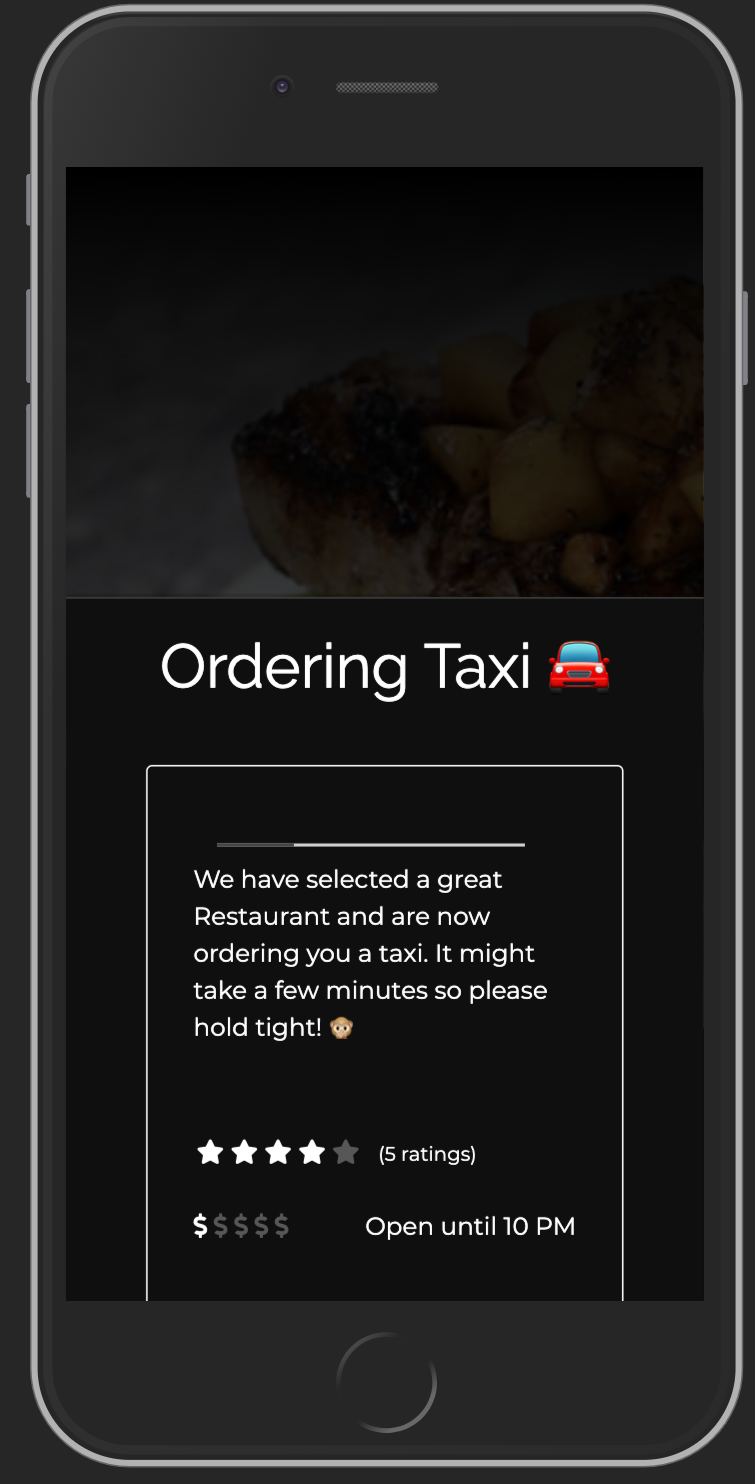 Ordering Taxi 🚘
We have selected a great
Restaurant and are now
ordering you a taxi. It might
take a few minutes so please
hold tight! 🐵
(5 ratings)
$$$$$ Open until 10 PM